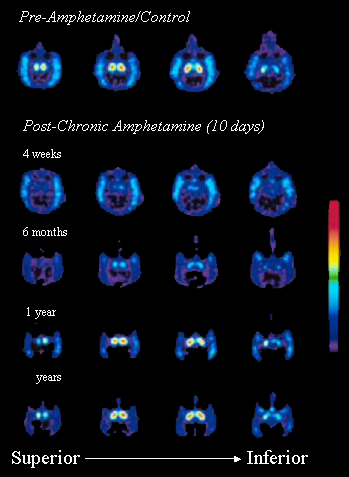 Pre-Amphetamine/Control
Post-Chronic Amphetamine (10 days)
4 weeks
6 months
1 year
years
Superior
Inferior